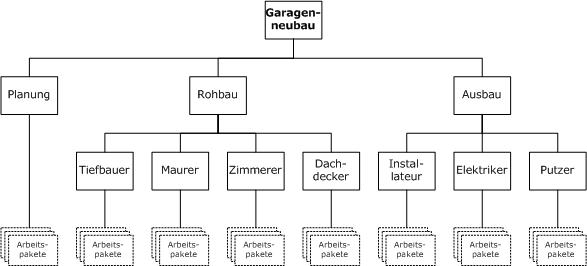 Garagen-
neubau
Planung
Rohbau
Ausbau
Tiefbauer
Maurer
Zimmerer
Dach-
decker
Instal-
lateur
Elektriker
Putzer
Arbeits-
pakete
Arbeits-
pakete
Arbeits-
pakete
Arbeits-
pakete
Arbeits-
pakete
Arbeits-
pakete
Arbeits-
pakete
Arbeits-
pakete